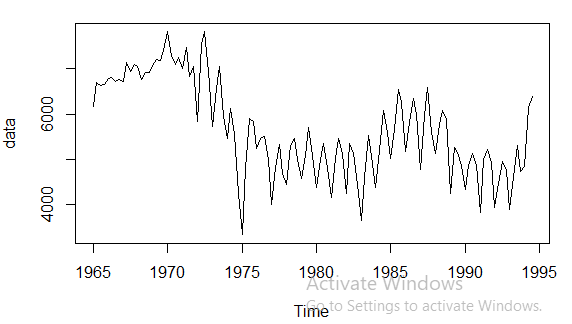 data
6000
4000
1965 1970 1975 1980 1985 1990 1995
Time
Activate Windows
Go to Settings to activate Windows.